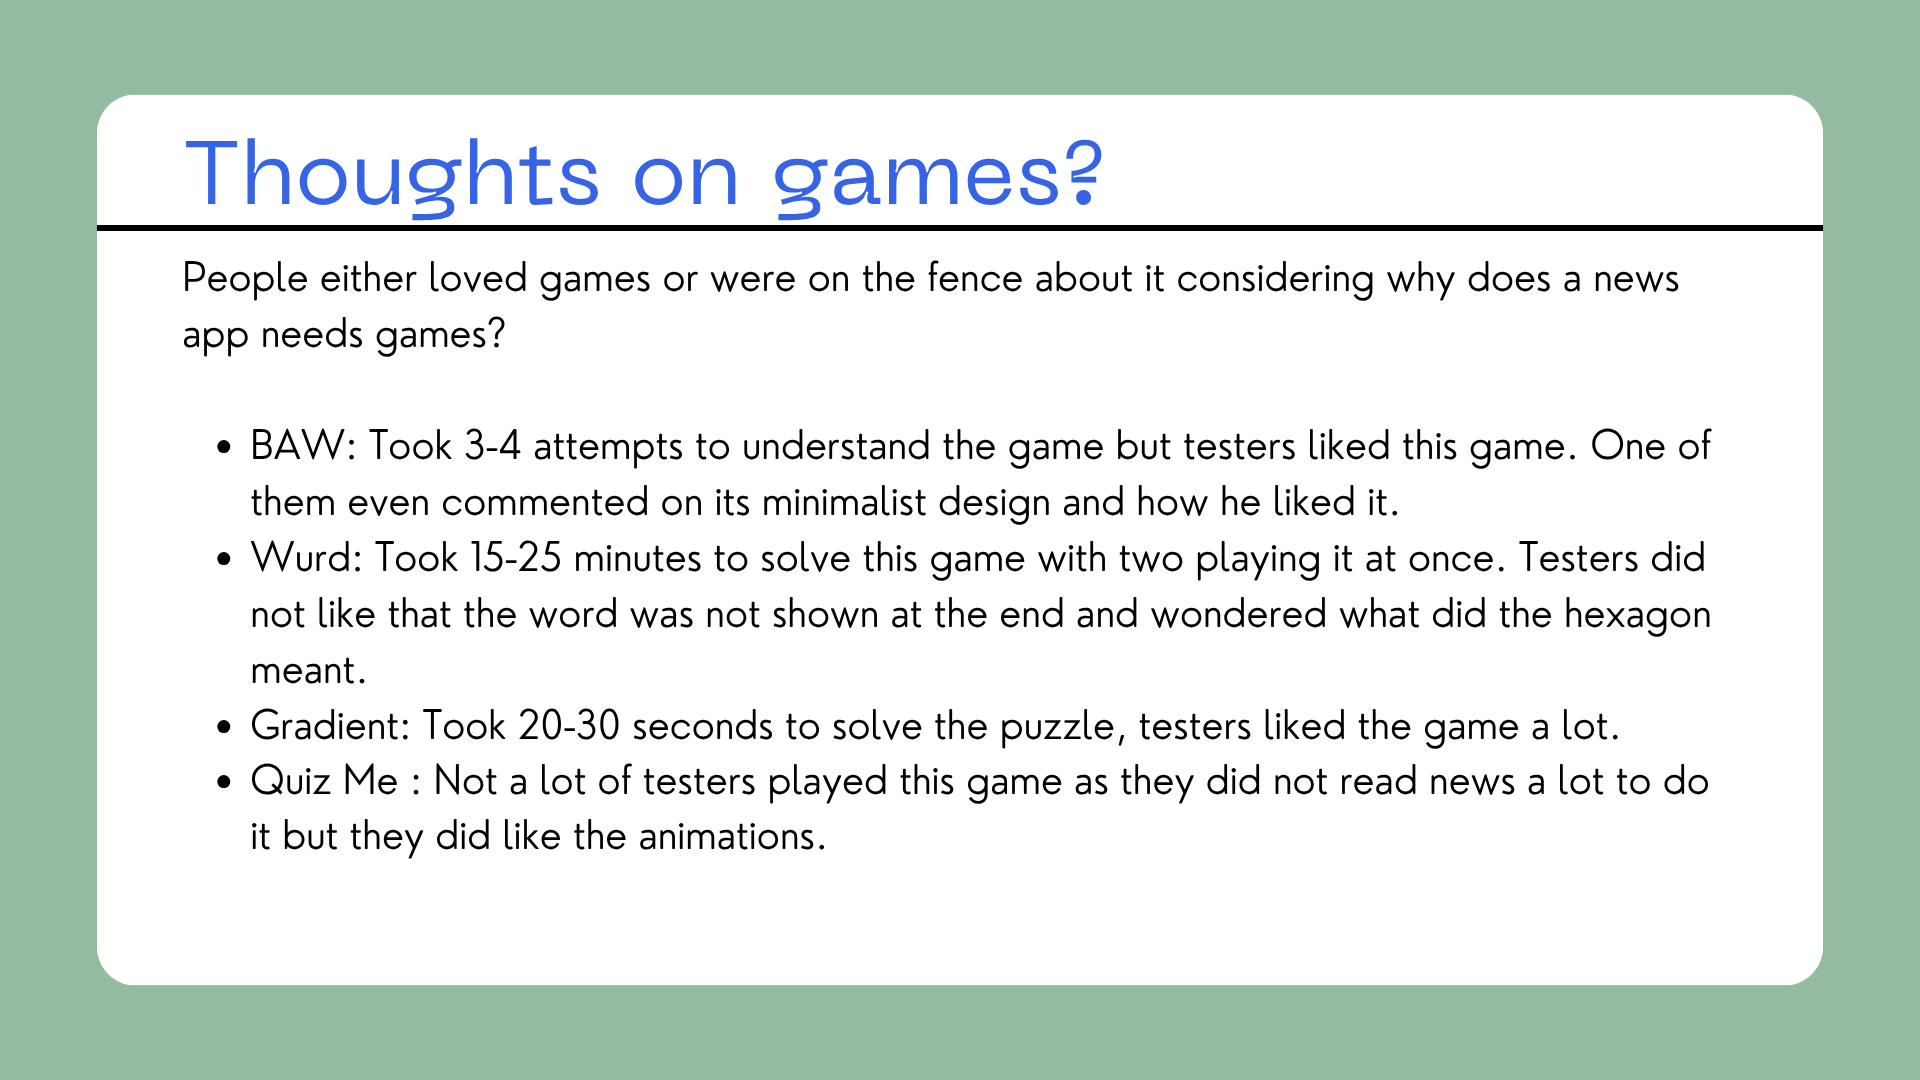 Thoughts on games?
People either loved games or were on the fence about it considering why does a news
app needs games?
• BAW: Took 3-4 attempts to understand the game but testers liked this game. One of
them even commented on its minimalist design and how he liked it.
• Wurd: Took 15-25 minutes to solve this game with two playing it at once. Testers did
not like that the word was not shown at the end and wondered what did the hexagon
meant.
• Gradient: Took 20-30 seconds to solve the puzzle, testers liked the game a lot.
• Quiz Me : Not a lot of testers played this game as they did not read news a lot to do
it but they did like the animations.